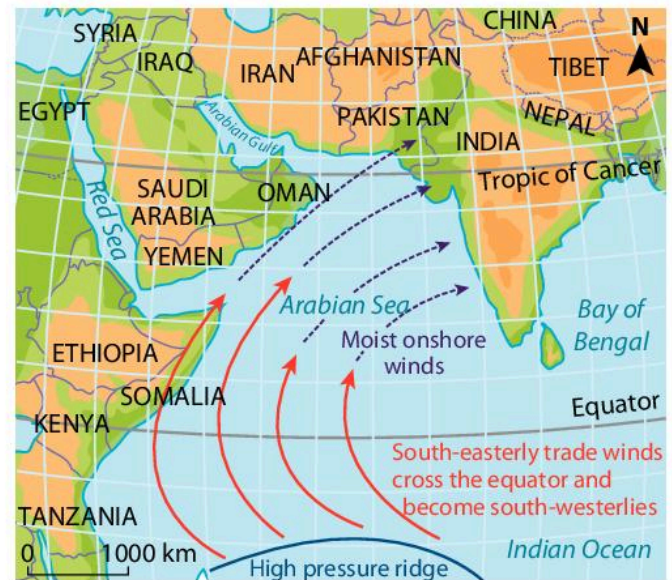 CHINA
SYRIA
N
IRAQ
IRAN
AFGHANISTAN
TIBET
EGYPT
PAKISTAN
NEPAL
Arabian Gulf
INDIA
Tropic of Cancer
SAUDI
ARABIA
OMAN
Red Sea
YEMEN
Arabian Sea
Bay of
Bengal
Moist onshore
winds
ETHIOPIA
SOMALIA
Equator
KENYA
South-easterly trade winds
cross the equator and
become south-westerlies
TANZANIA
0 1000 km
High pressure ridge
Indian Ocean